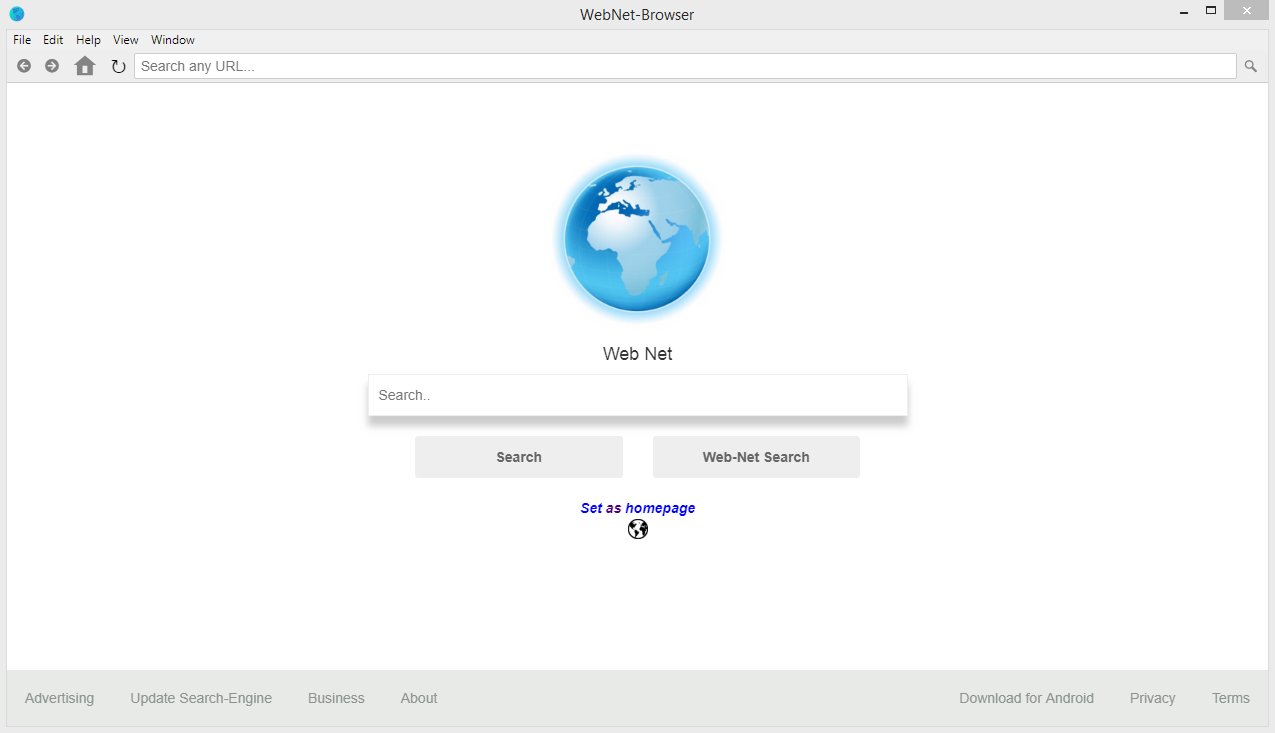 WebNet-Browser
File Edit Help View Window
Search any URL...
Web Net
Search..
Search Web-Net Search
Set as homepage
Advertising Update Search-Engine Business About Download for Android Privacy Terms